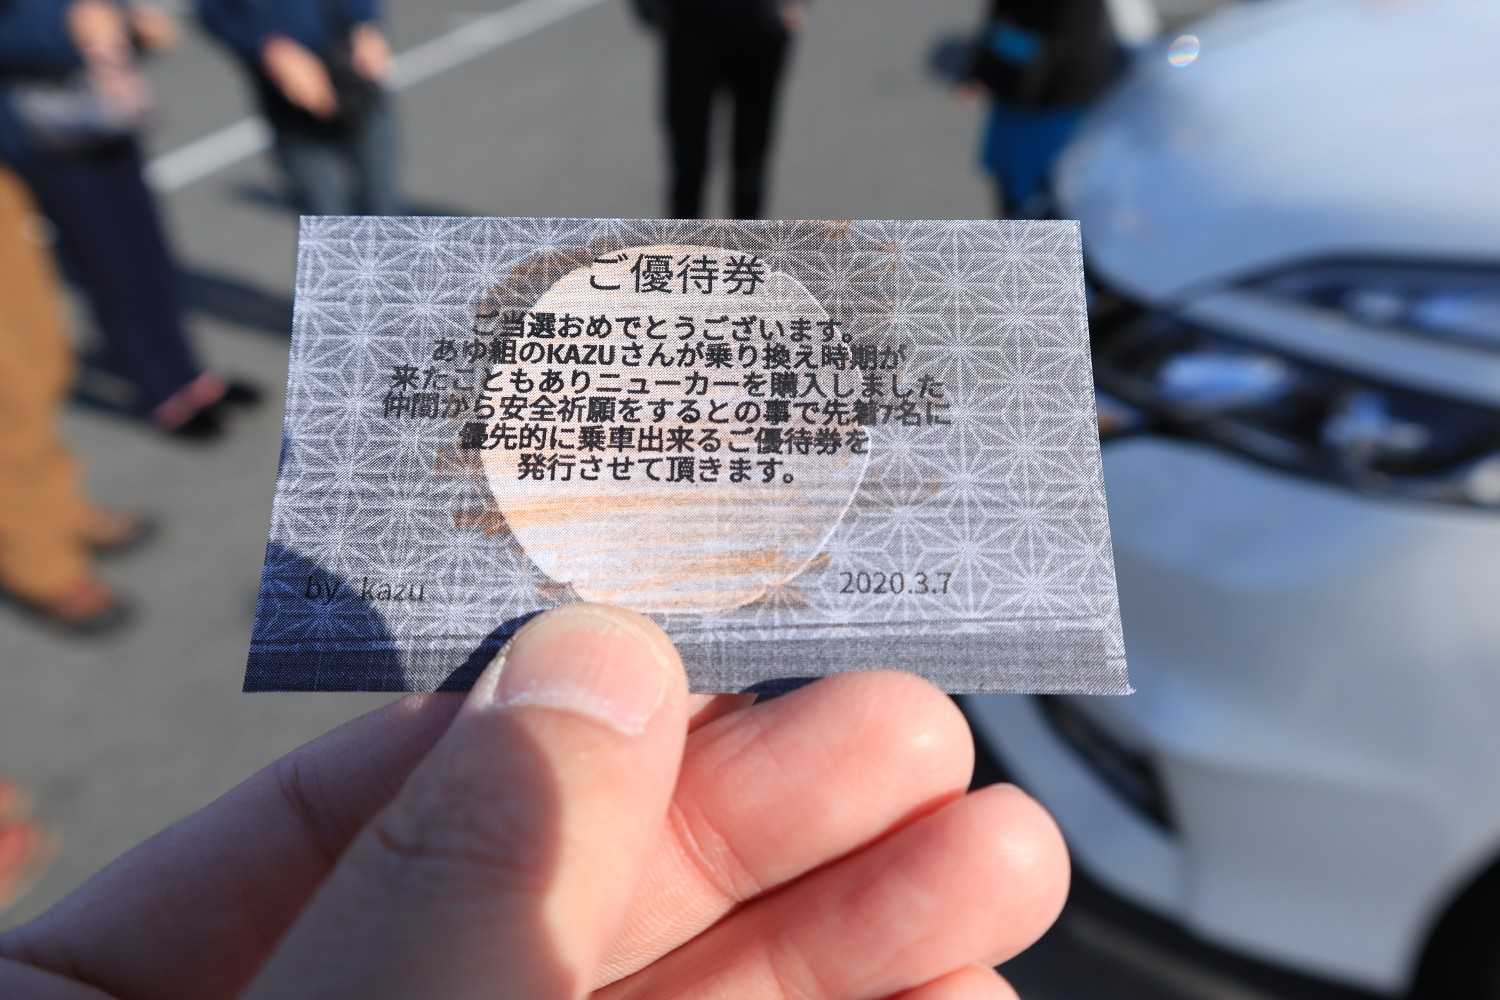 ご優待券
ご当選おめでとうございます。
あゆ組のKAZUさんが乗り換え時期が
来たこともありニューカーを購入しました
仲間から安全祈願をするとの事で先着7名に
優先的に乗車出来るご優待券を
発行させて頂きます。
by kazu
2020.3.7